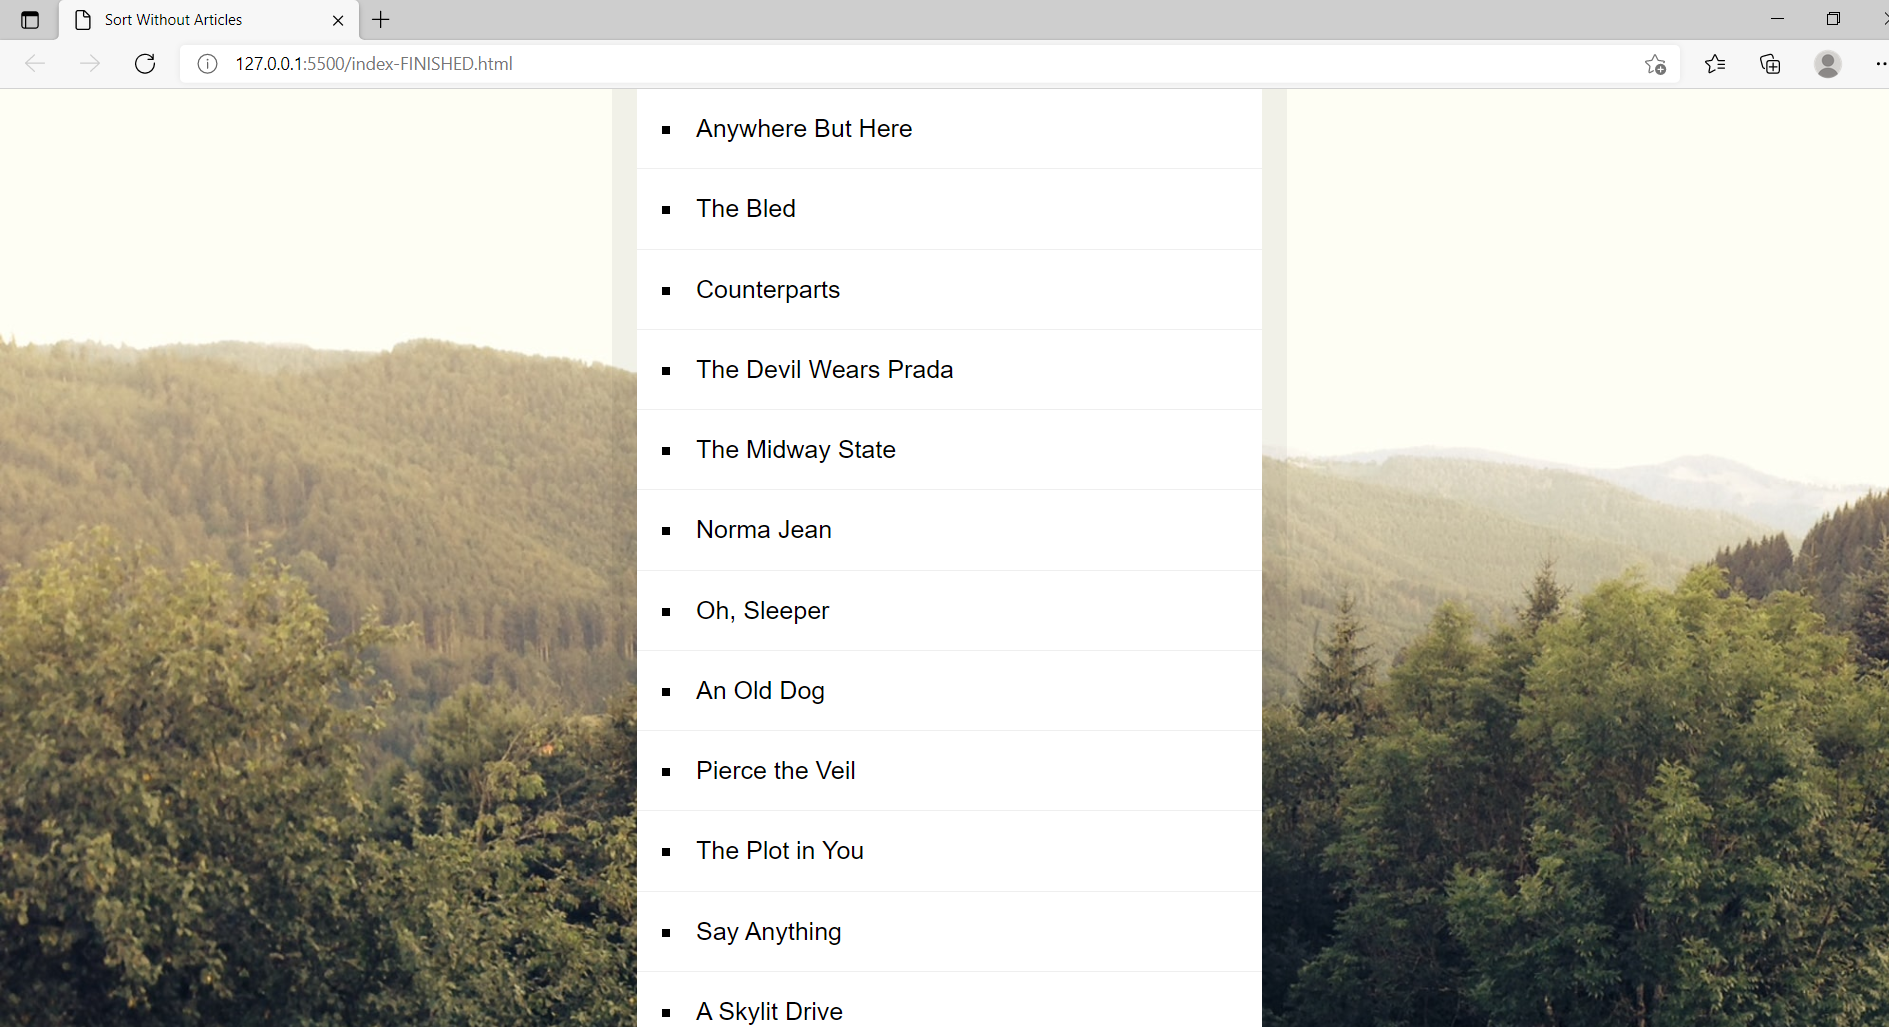 Sort Without Articles
127.0.0.1:5500/index-FINISHED.html
Anywhere But Here
The Bled
Counterparts
The Devil Wears Prada
The Midway State
Norma Jean
Oh, Sleeper
An Old Dog
Pierce the Veil
The Plot in You
Say Anything
A Skylit Drive